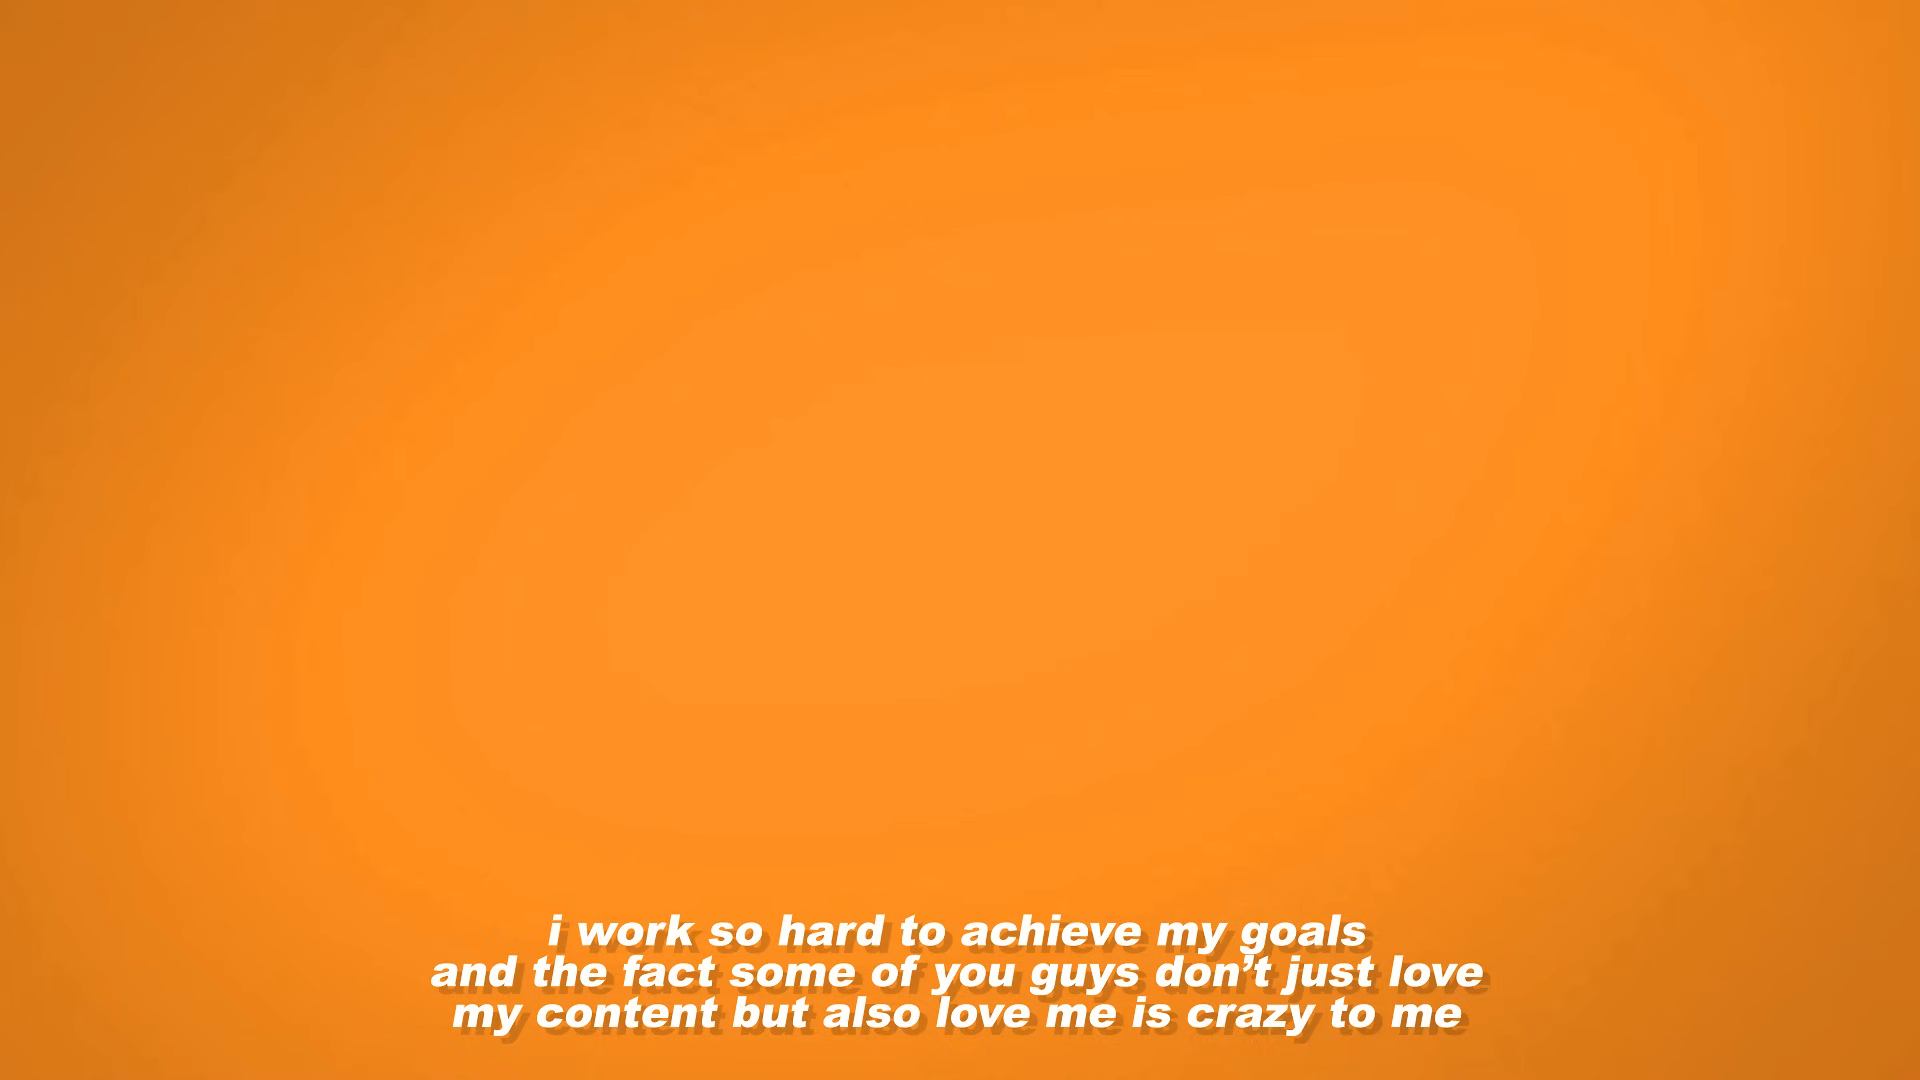 i work so hard to achieve my goals
and the fact some of you guys don’t just love
my content but also love me is crazy to me